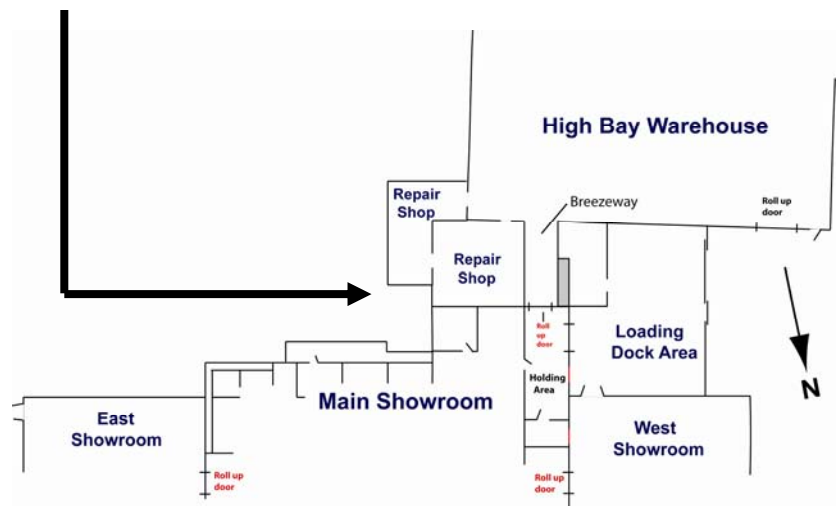 High Bay Warehouse
Repair
Shop
Roll up
door
Breezeway
Repair
Shop
Roll
up
door
Loading
Dock Area
N
Holding
Area
Main Showroom
East
Showroom
West
Showroom
Roll up
door
Roll up
door